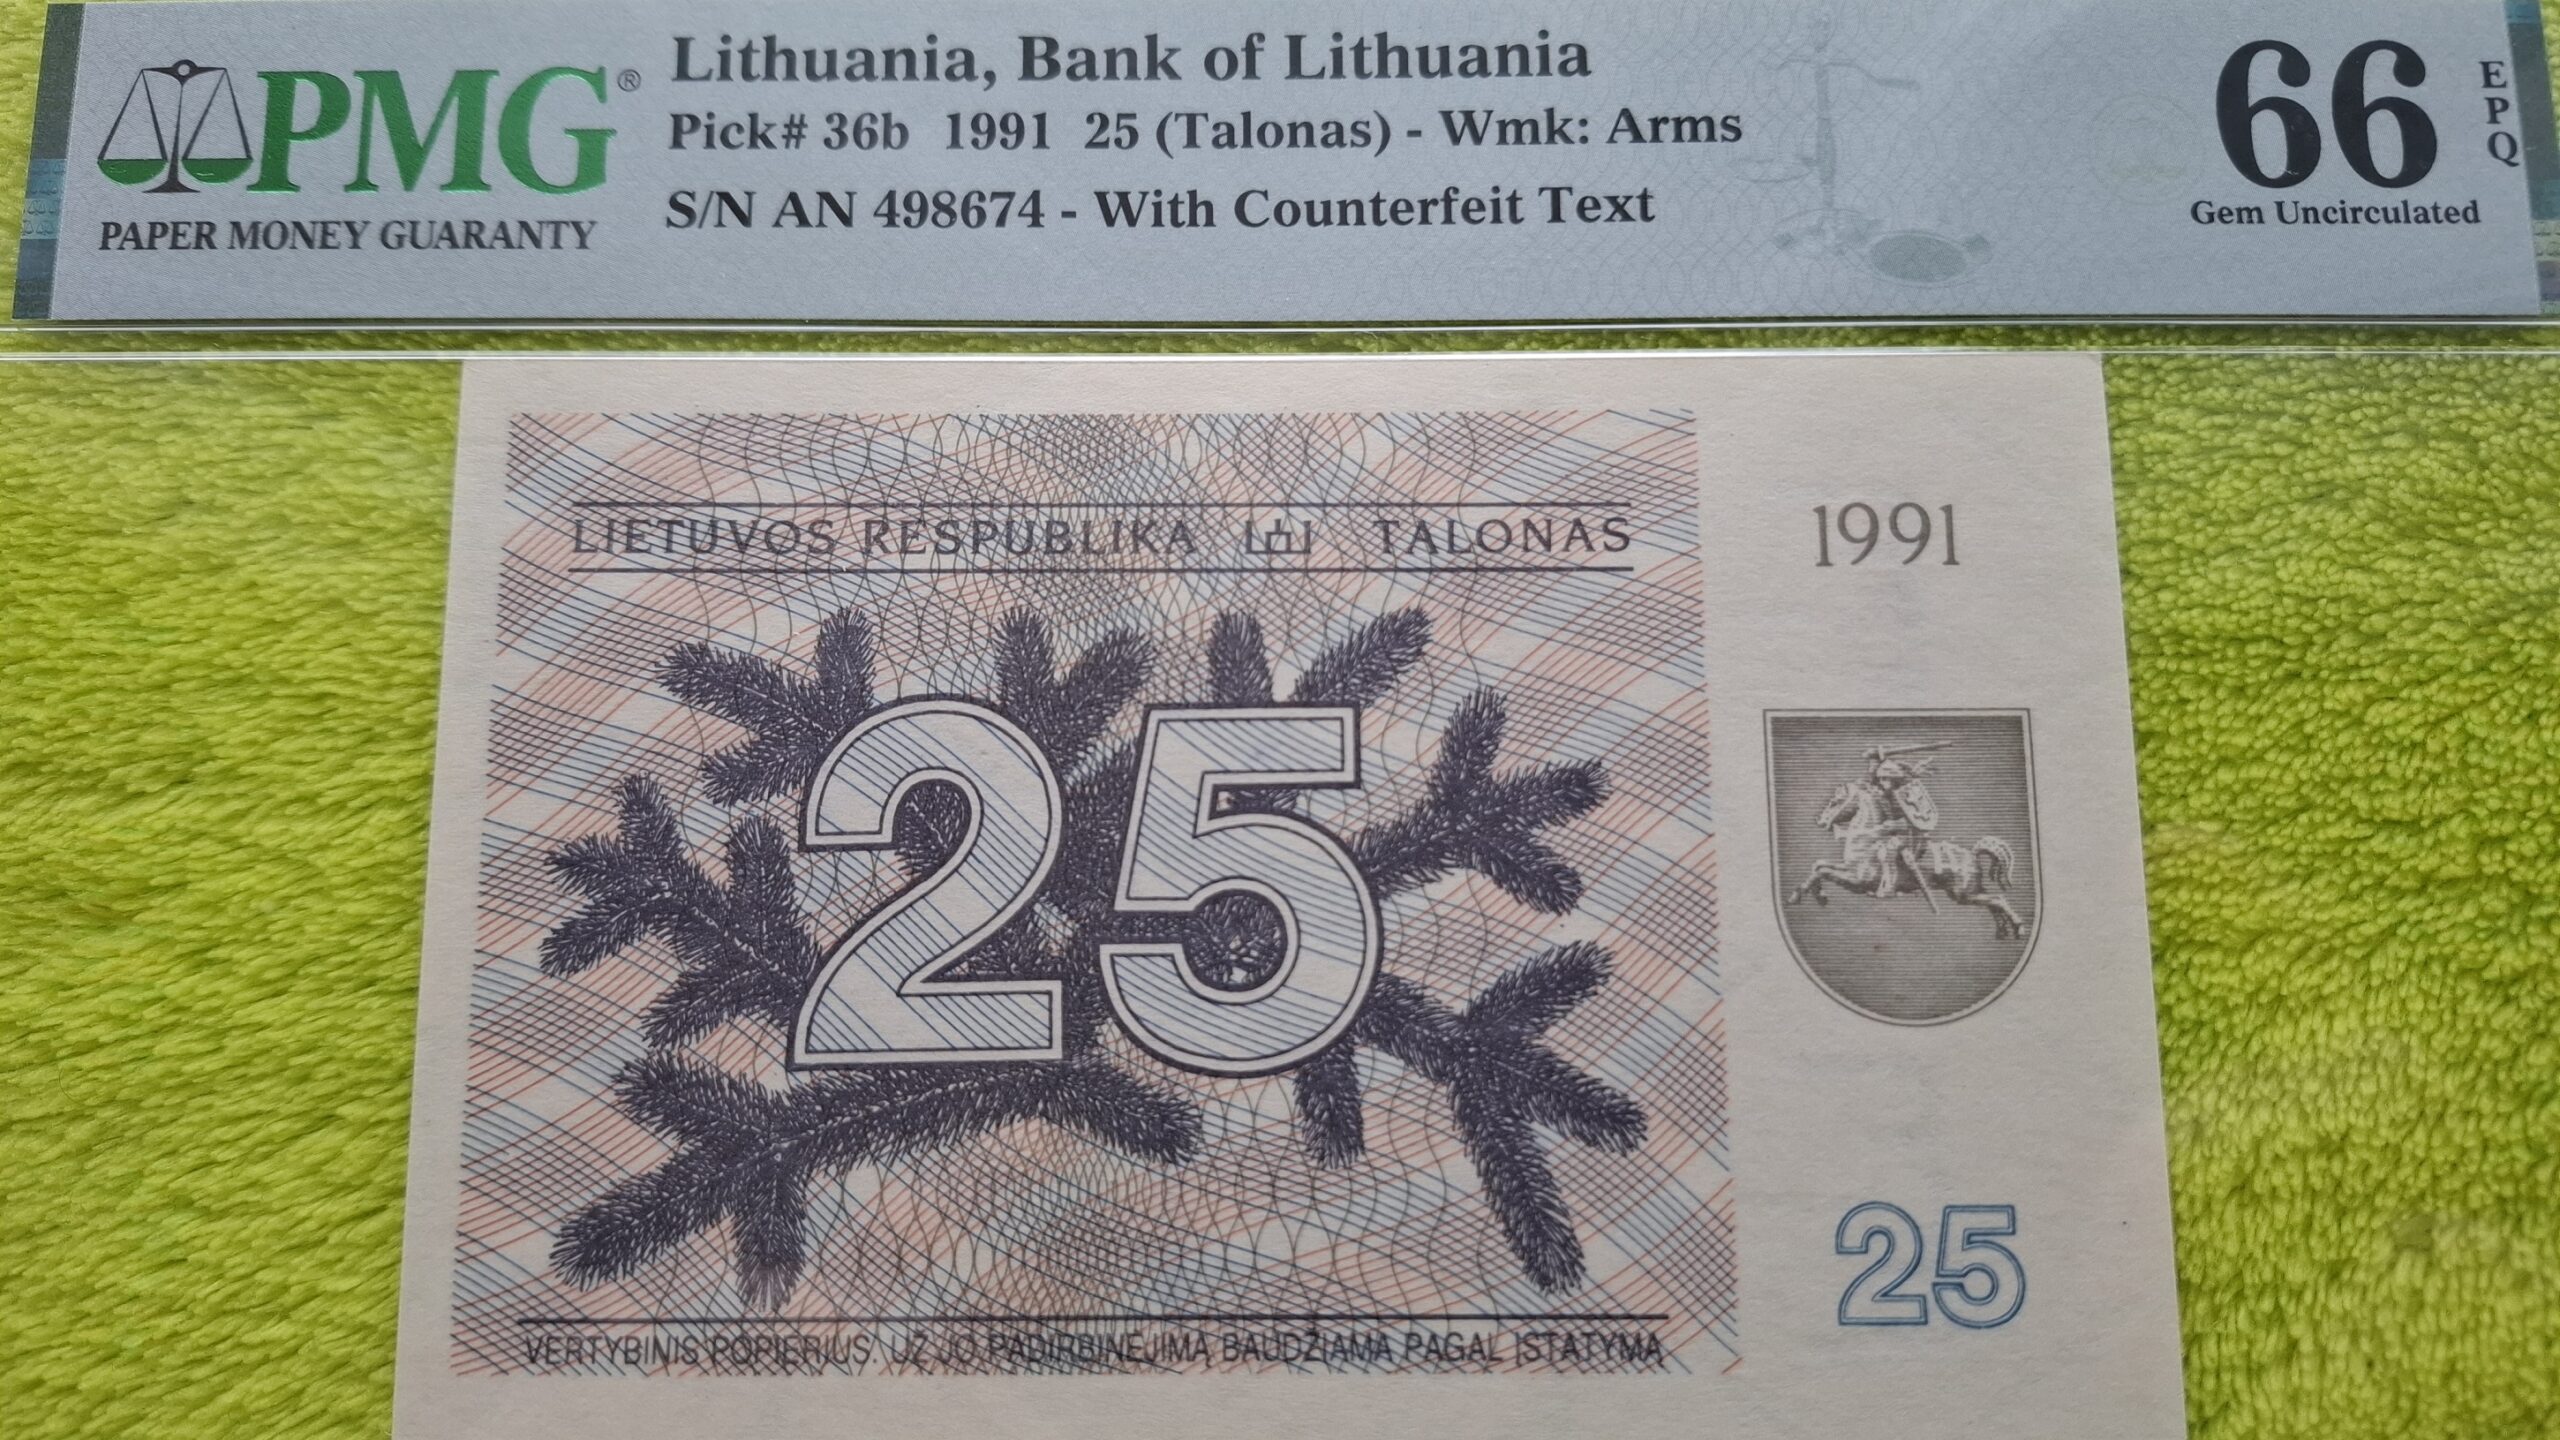 PMG®
PAPER MONEY GUARANTY
Lithuania, Bank of Lithuania
Pick# 36b 1991 25 (Talonas) - Wmk: Arms
S/N AN 498674 - With Counterfeit Text
66
EPQ
Gem Uncirculated
LIETUVOS RESPUBLIKA TALONAS
1991
25
25
VERTYBINIS POPIERIUS. UŽ JO PADIRBINĖJIMĄ BAUDŽIAMA PAGAL ĮSTATYMĄ